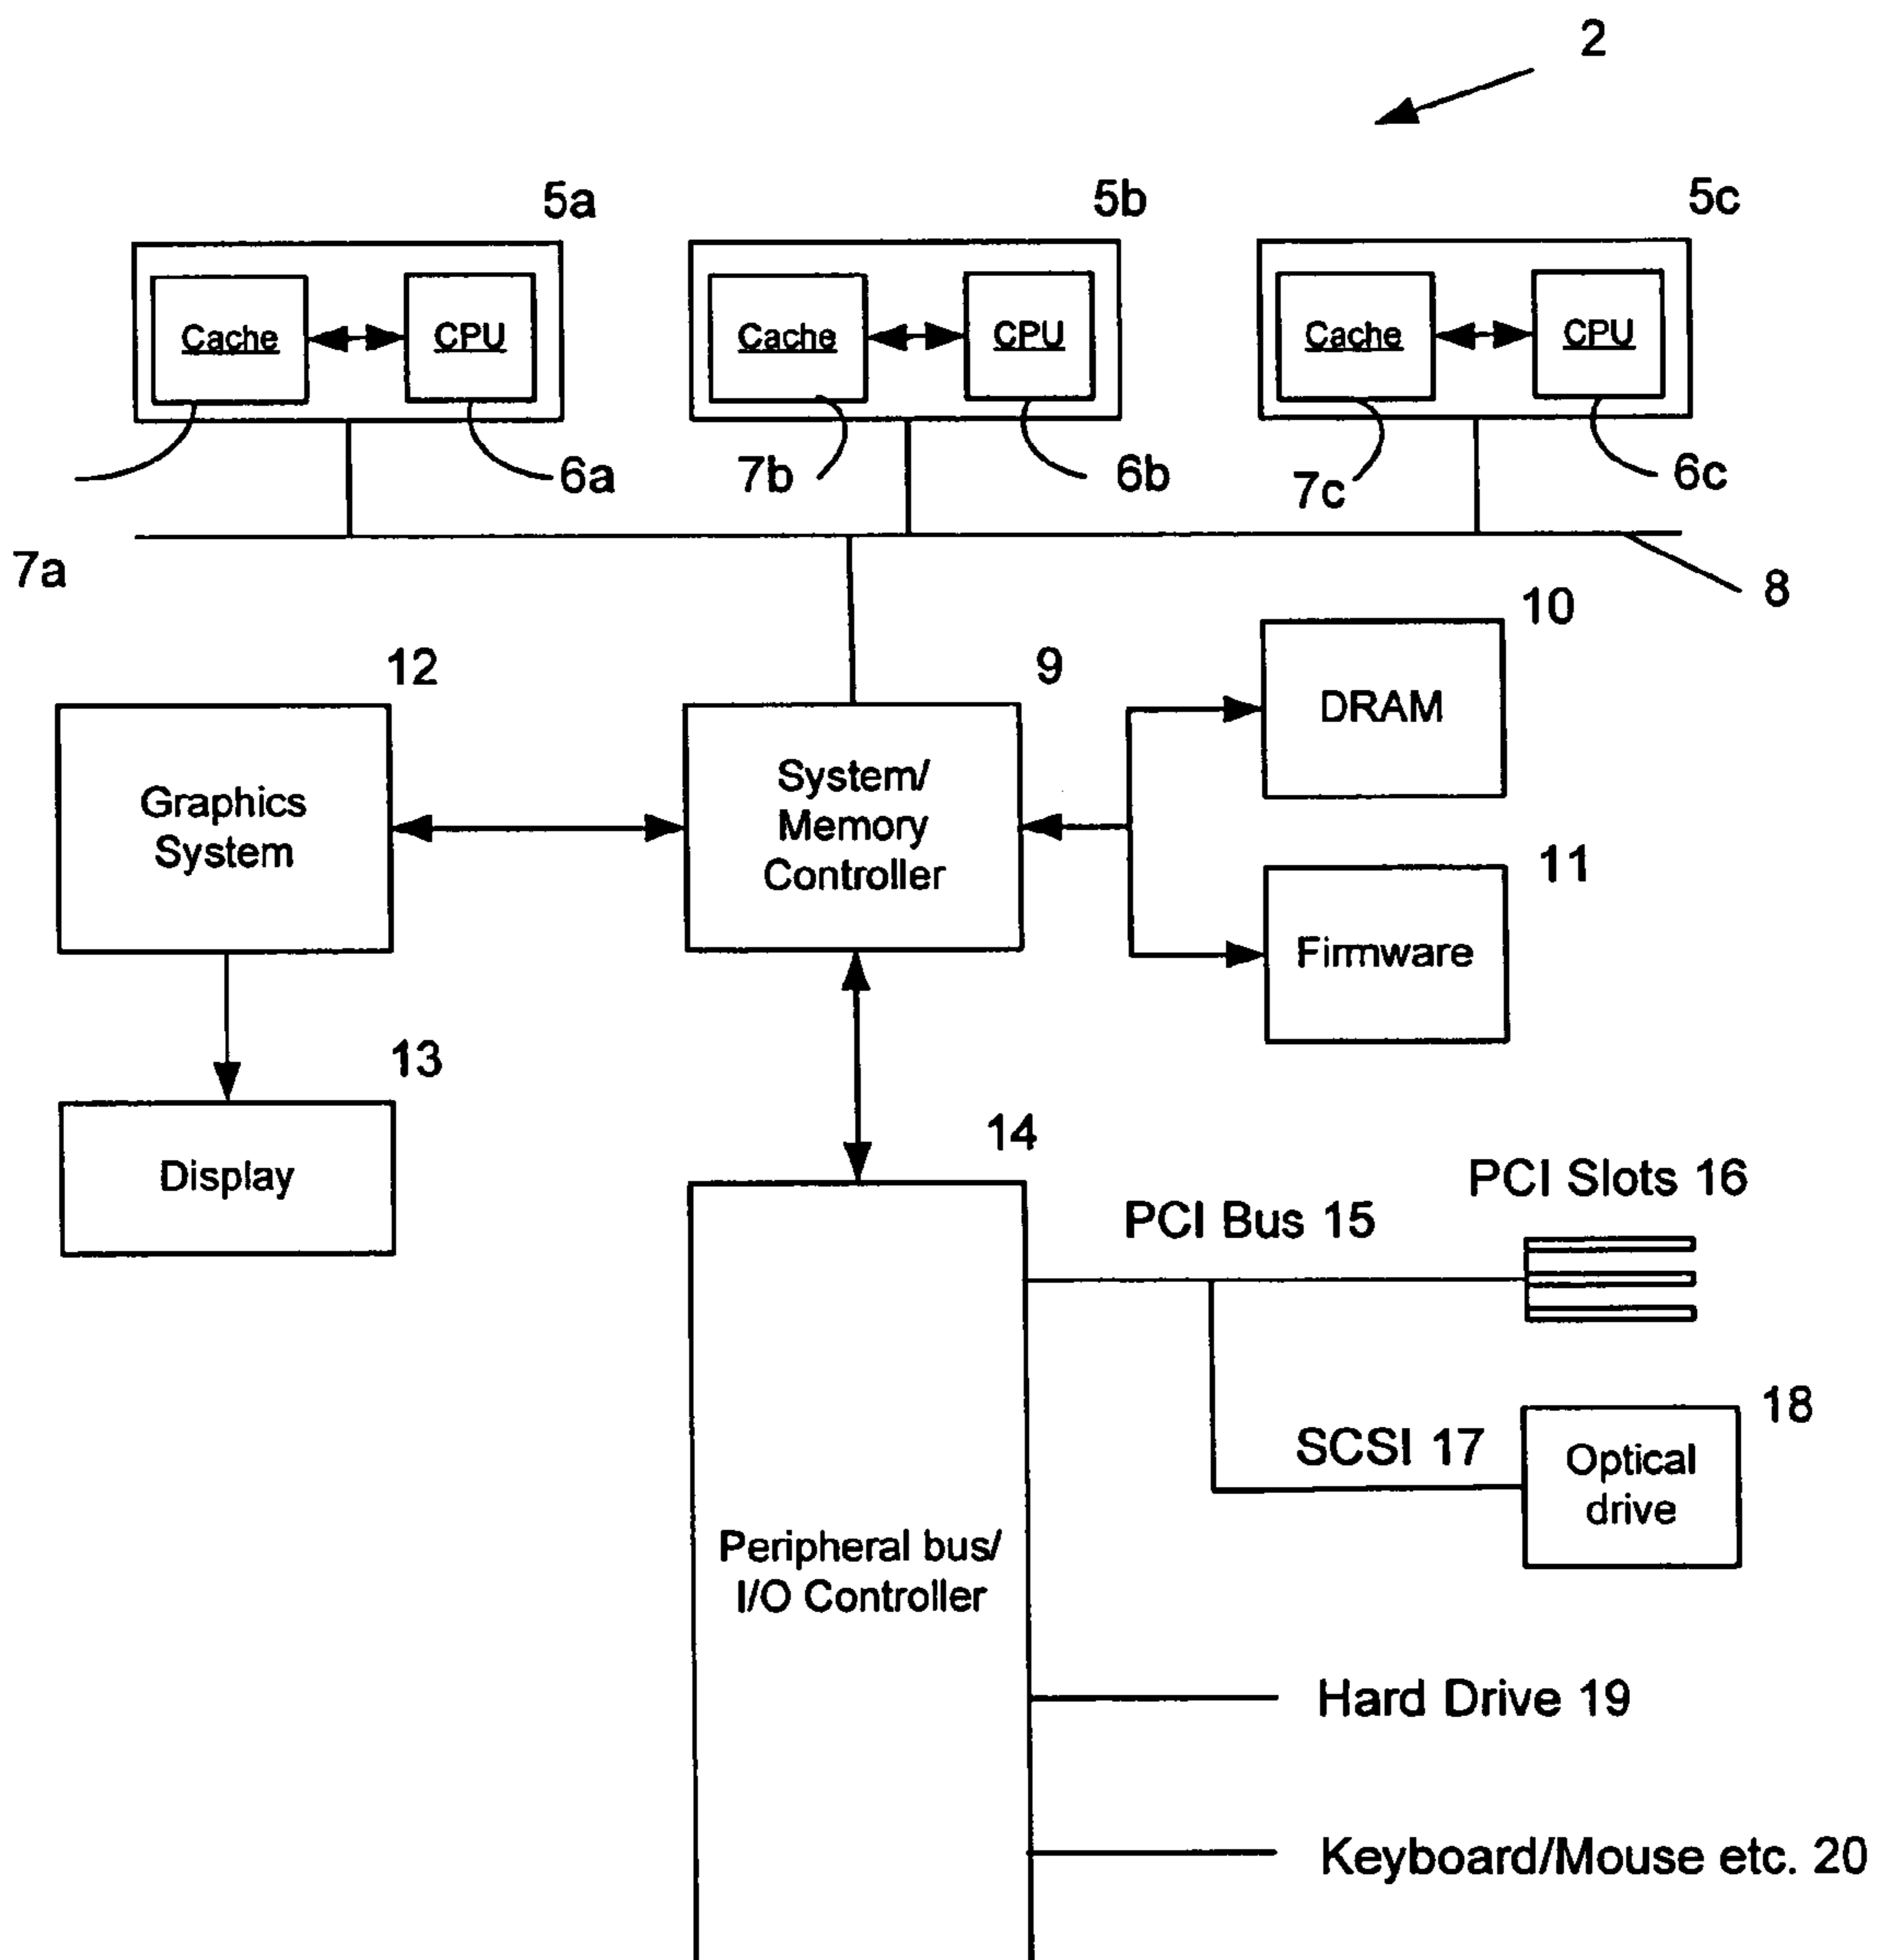 2
5a
5b
5c
Cache
CPU
Cache
CPU
Cache
CPU
6a
7b
6b
7c
6c
7a
8
10
12
9
DRAM
Graphics
System
System/
Memory
Controller
11
Firmware
13
Display
14
PCI Bus 15
PCI Slots 16
18
SCSI 17
Optical
drive
Peripheral bus/
I/O Controller
Hard Drive 19
Keyboard/Mouse etc. 20